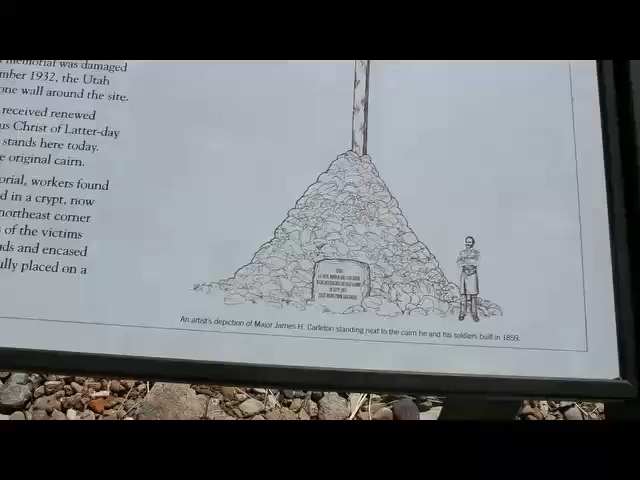 memorial was damaged
mber 1932, the Utah
one wall around the site.
received renewed
us Christ of Latter-day
stands here today.
e original cairn.
orial, workers found
d in a crypt, now
northeast corner
of the victims
ds and encased
ully placed on a
An artist's depiction of Major James H. Carleton standing next to the cairn he and his soldiers built in 1859.